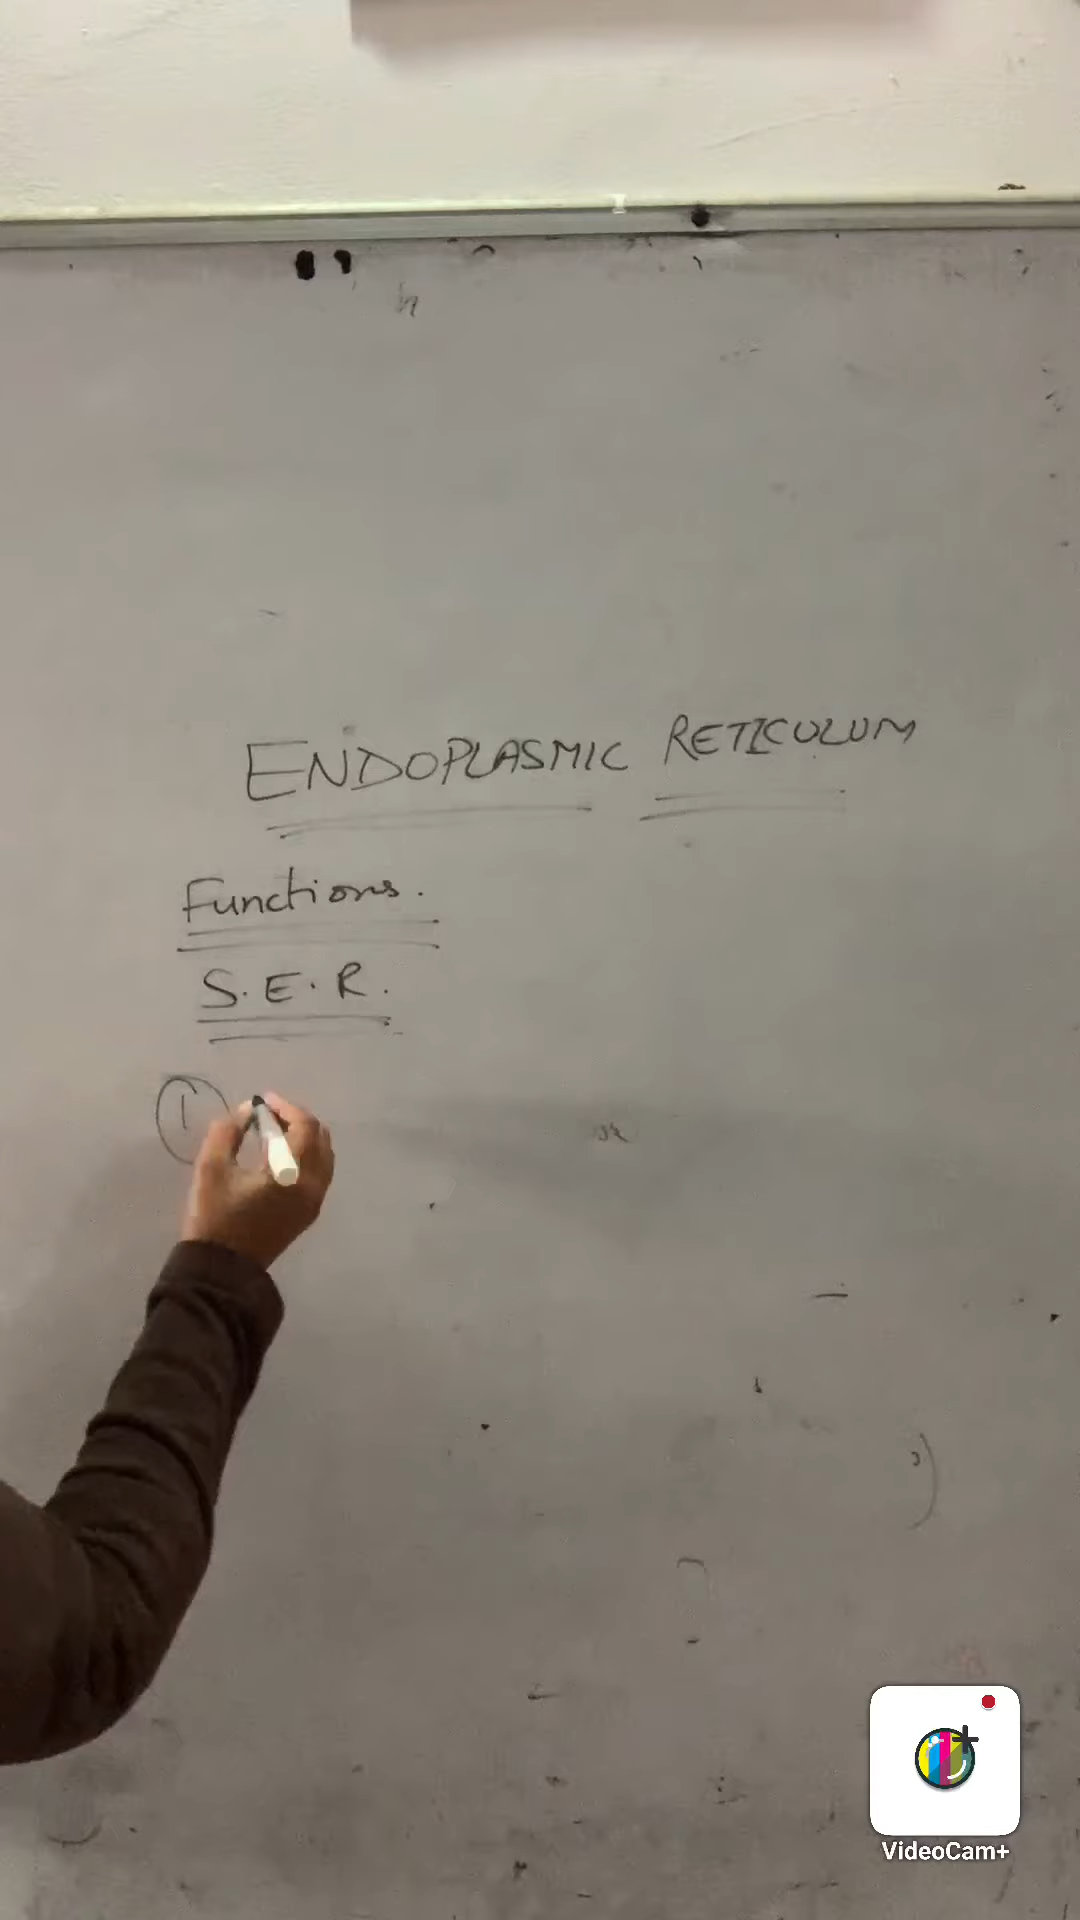 ENDOPLASMIC RETICULUM
Functions.
S.E.R.
1
VideoCam+